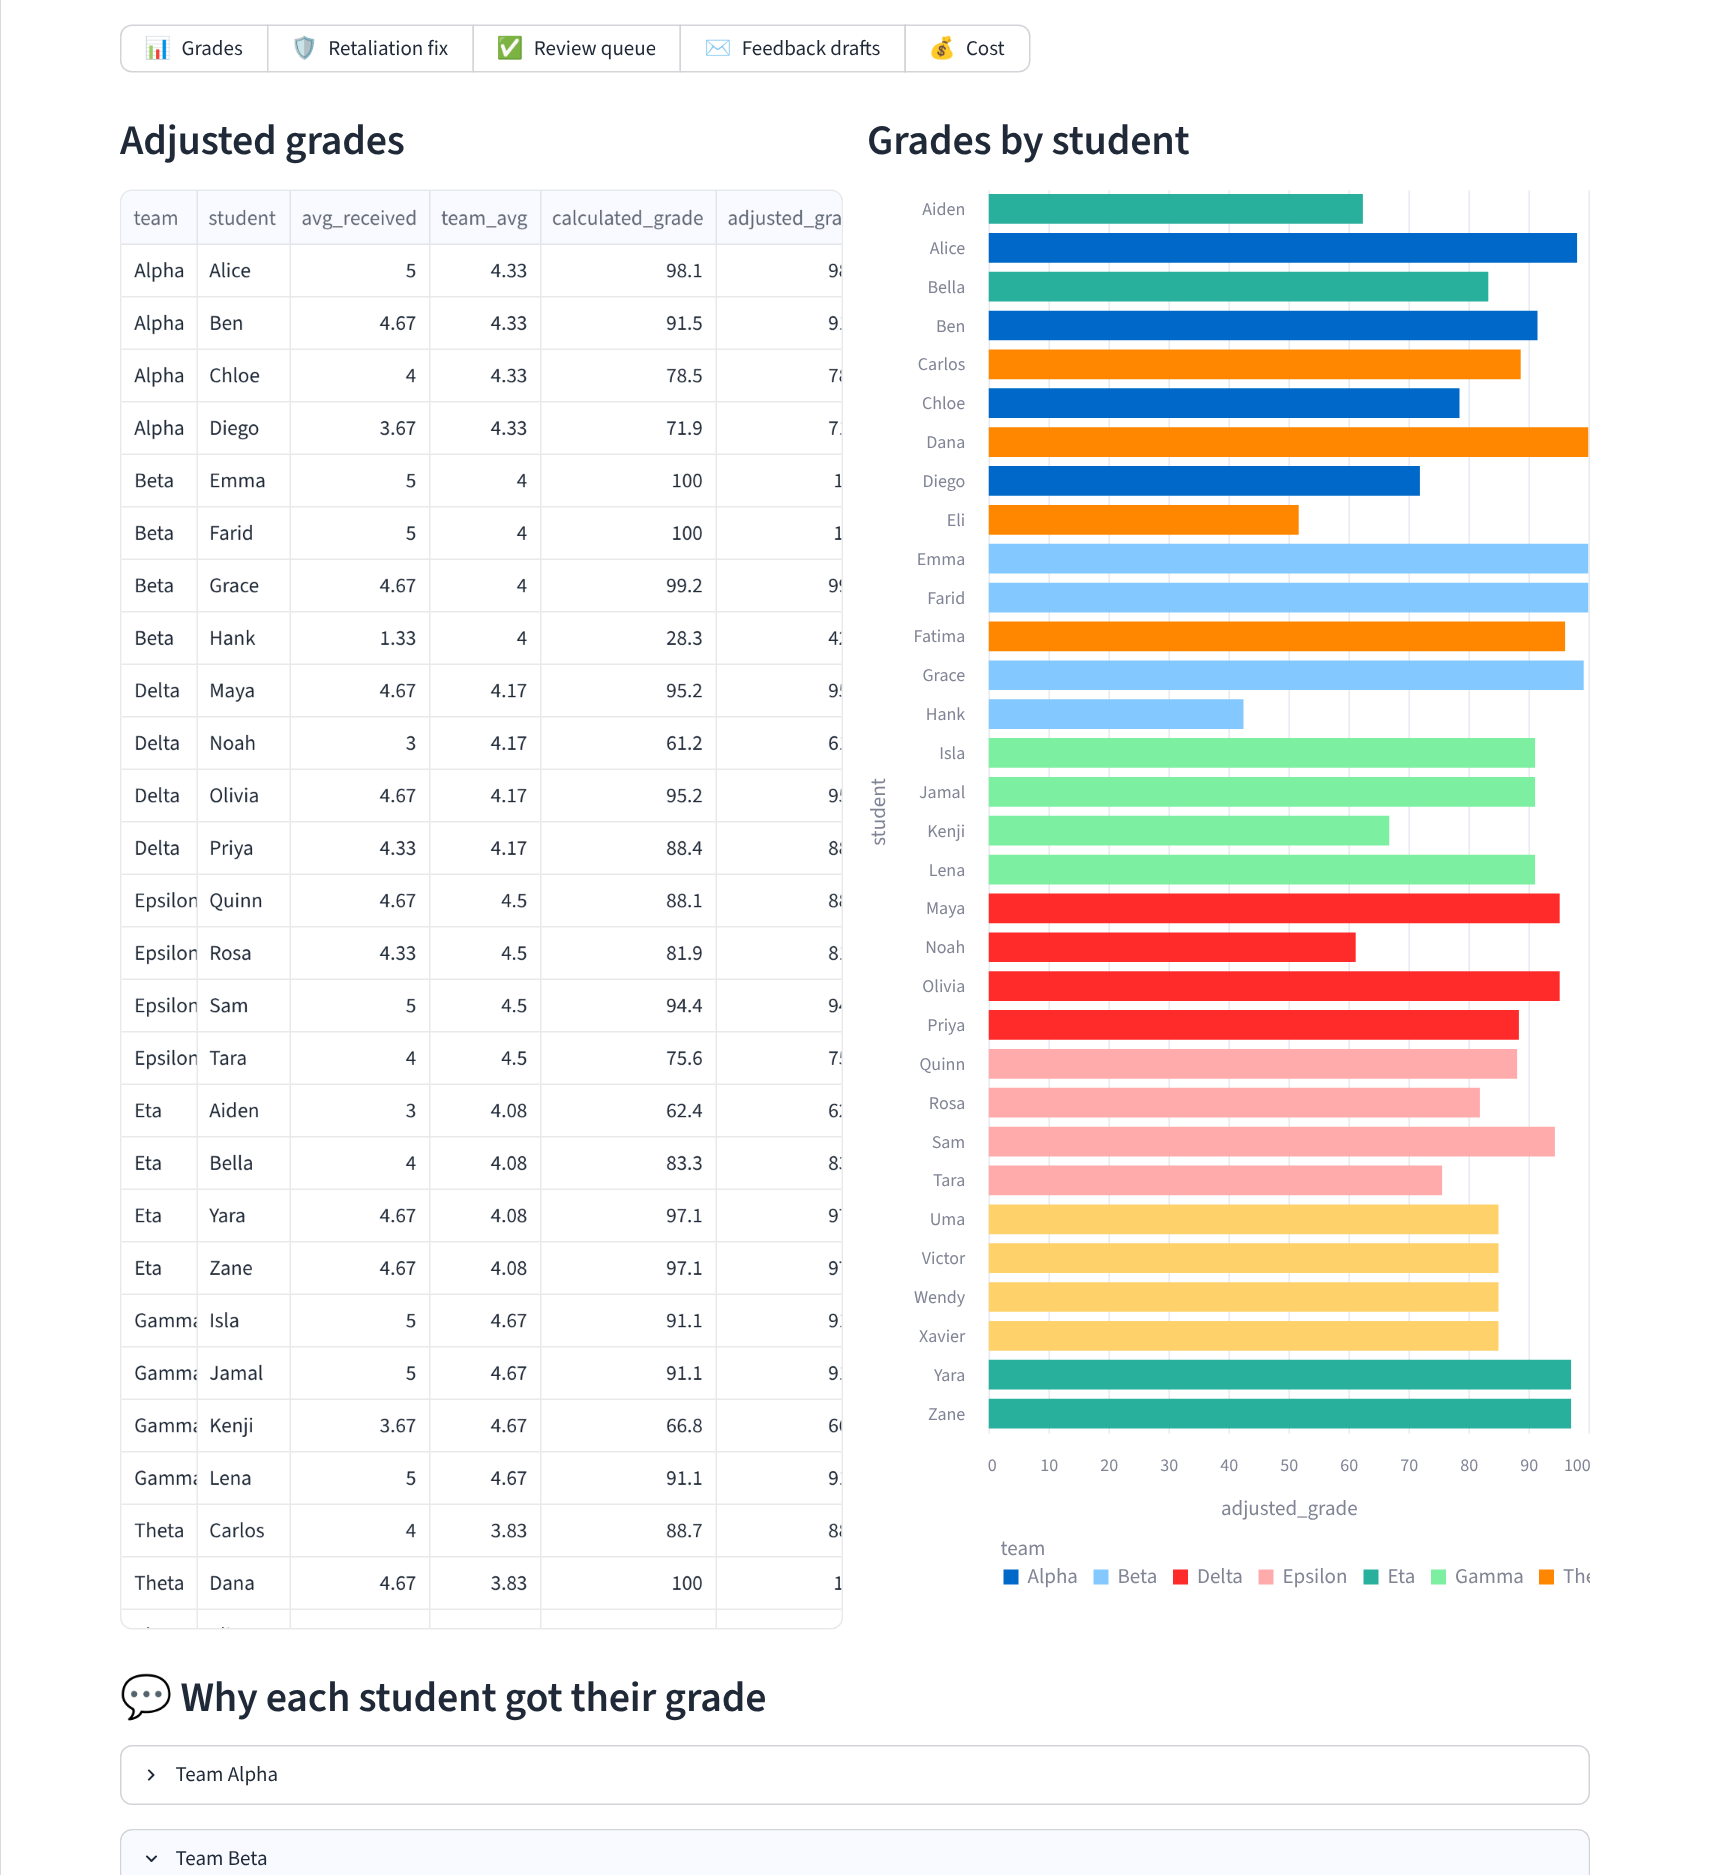 📊 Grades 🛡️ Retaliation fix ✅ Review queue ✉️ Feedback drafts 💰 Cost
Adjusted grades
team student avg_received team_avg calculated_grade adjusted_gra
Alpha Alice 5 4.33 98.1
Alpha Ben 4.67 4.33 91.5
Alpha Chloe 4 4.33 78.5
Alpha Diego 3.67 4.33 71.9
Beta Emma 5 4 100
Beta Farid 5 4 100
Beta Grace 4.67 4 99.2
Beta Hank 1.33 4 28.3
Delta Maya 4.67 4.17 95.2
Delta Noah 3 4.17 61.2
Delta Olivia 4.67 4.17 95.2
Delta Priya 4.33 4.17 88.4
Epsilon Quinn 4.67 4.5 88.1
Epsilon Rosa 4.33 4.5 81.9
Epsilon Sam 5 4.5 94.4
Epsilon Tara 4 4.5 75.6
Eta Aiden 3 4.08 62.4
Eta Bella 4 4.08 83.3
Eta Yara 4.67 4.08 97.1
Eta Zane 4.67 4.08 97.1
Gamma Isla 5 4.67 91.1
Gamma Jamal 5 4.67 91.1
Gamma Kenji 3.67 4.67 66.8
Gamma Lena 5 4.67 91.1
Theta Carlos 4 3.83 88.7
Theta Dana 4.67 3.83 100
Grades by student
Aiden
Alice
Bella
Ben
Carlos
Chloe
Dana
Diego
Eli
Emma
Farid
Fatima
Grace
Hank
Isla
Jamal
Kenji
Lena
Maya
Noah
Olivia
Priya
Quinn
Rosa
Sam
Tara
Uma
Victor
Wendy
Xavier
Yara
Zane
student
0 10 20 30 40 50 60 70 80 90 100
adjusted_grade
team
Alpha Beta Delta Epsilon Eta Gamma The
💬 Why each student got their grade
Team Alpha
Team Beta